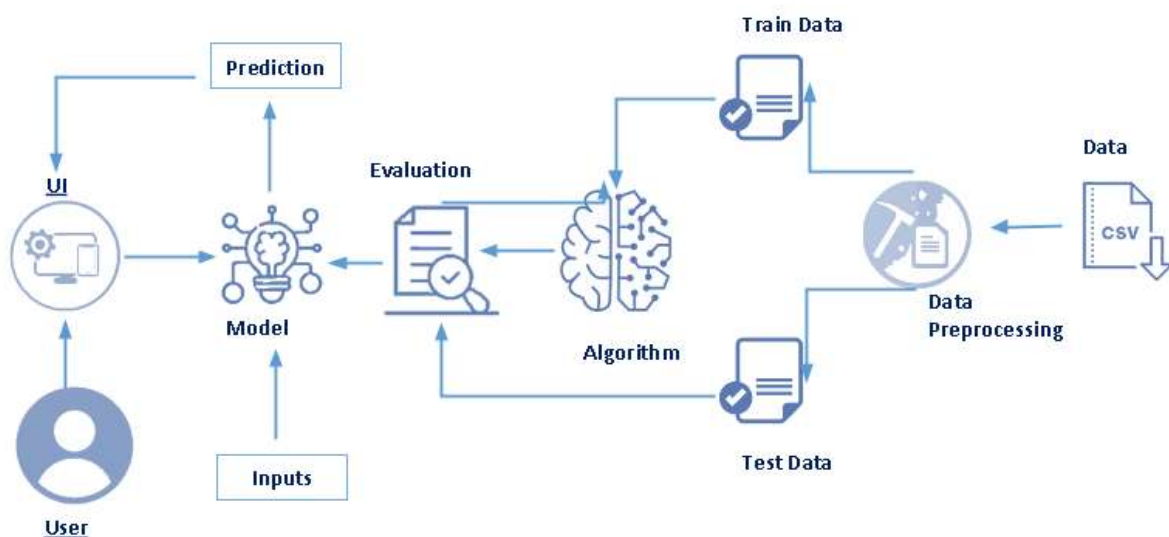 Train Data
Prediction
Data
Evaluation
UI
CSV
Data
Preprocessing
Model
Algorithm
Test Data
Inputs
User